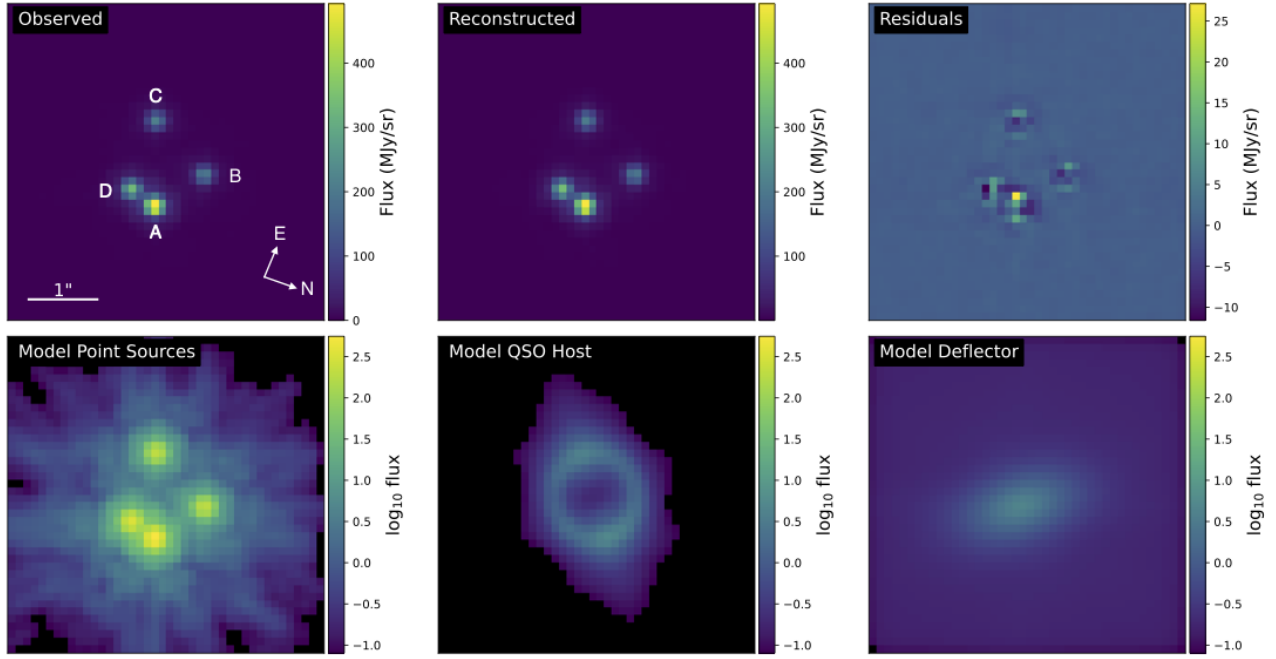 Observed
C
D
B
A
E
N
1"
400
300
200
100
0
Flux (MJy/sr)
Reconstructed
400
300
200
100
Flux (MJy/sr)
Residuals
25
20
15
10
5
0
−5
−10
Flux (MJy/sr)
Model Point Sources
2.5
2.0
1.5
1.0
0.5
0.0
−0.5
−1.0
log₁₀ flux
Model QSO Host
2.5
2.0
1.5
1.0
0.5
0.0
−0.5
−1.0
log₁₀ flux
Model Deflector
2.5
2.0
1.5
1.0
0.5
0.0
−0.5
−1.0
log₁₀ flux